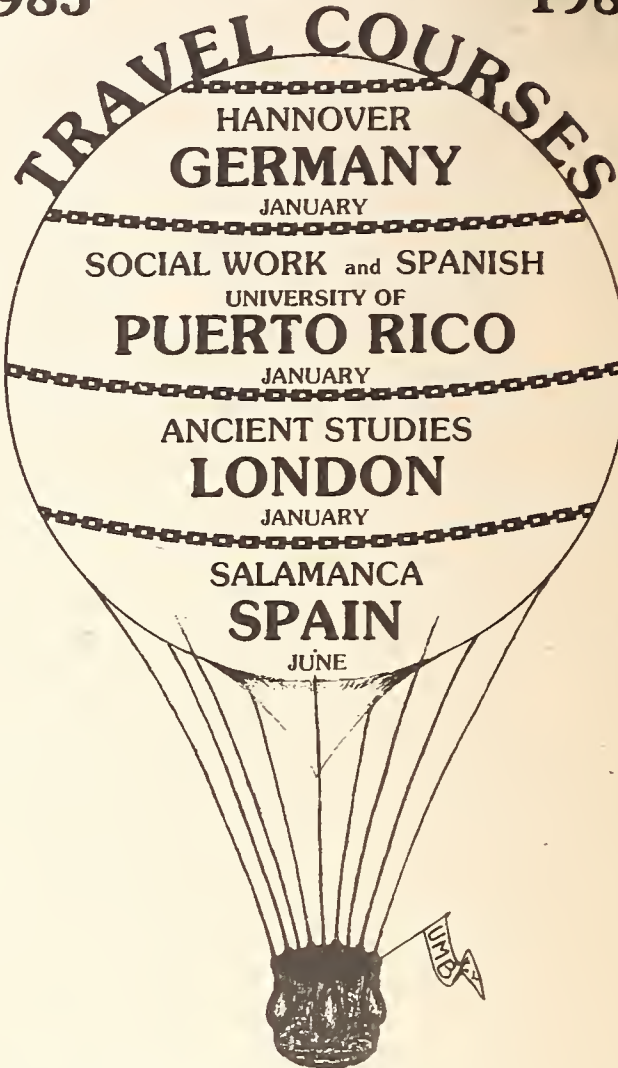 TRAVEL COURSES
HANNOVER
GERMANY
JANUARY
SOCIAL WORK and SPANISH
UNIVERSITY OF
PUERTO RICO
JANUARY
ANCIENT STUDIES
LONDON
JANUARY
SALAMANCA
SPAIN
JUNE